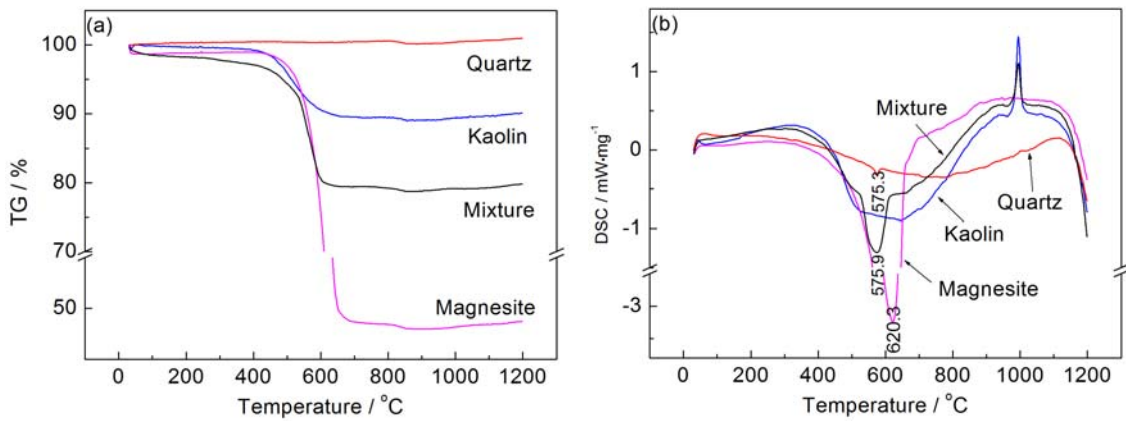 (a)
100
90
80
70
50
TG / %
Quartz
Kaolin
Mixture
Magnesite
0 200 400 600 800 1000 1200
Temperature / °C
(b)
1
0
-1
-3
DSC / mW·mg⁻¹
Mixture
575.3
Quartz
Kaolin
575.9
Magnesite
620.3
0 200 400 600 800 1000 1200
Temperature / °C